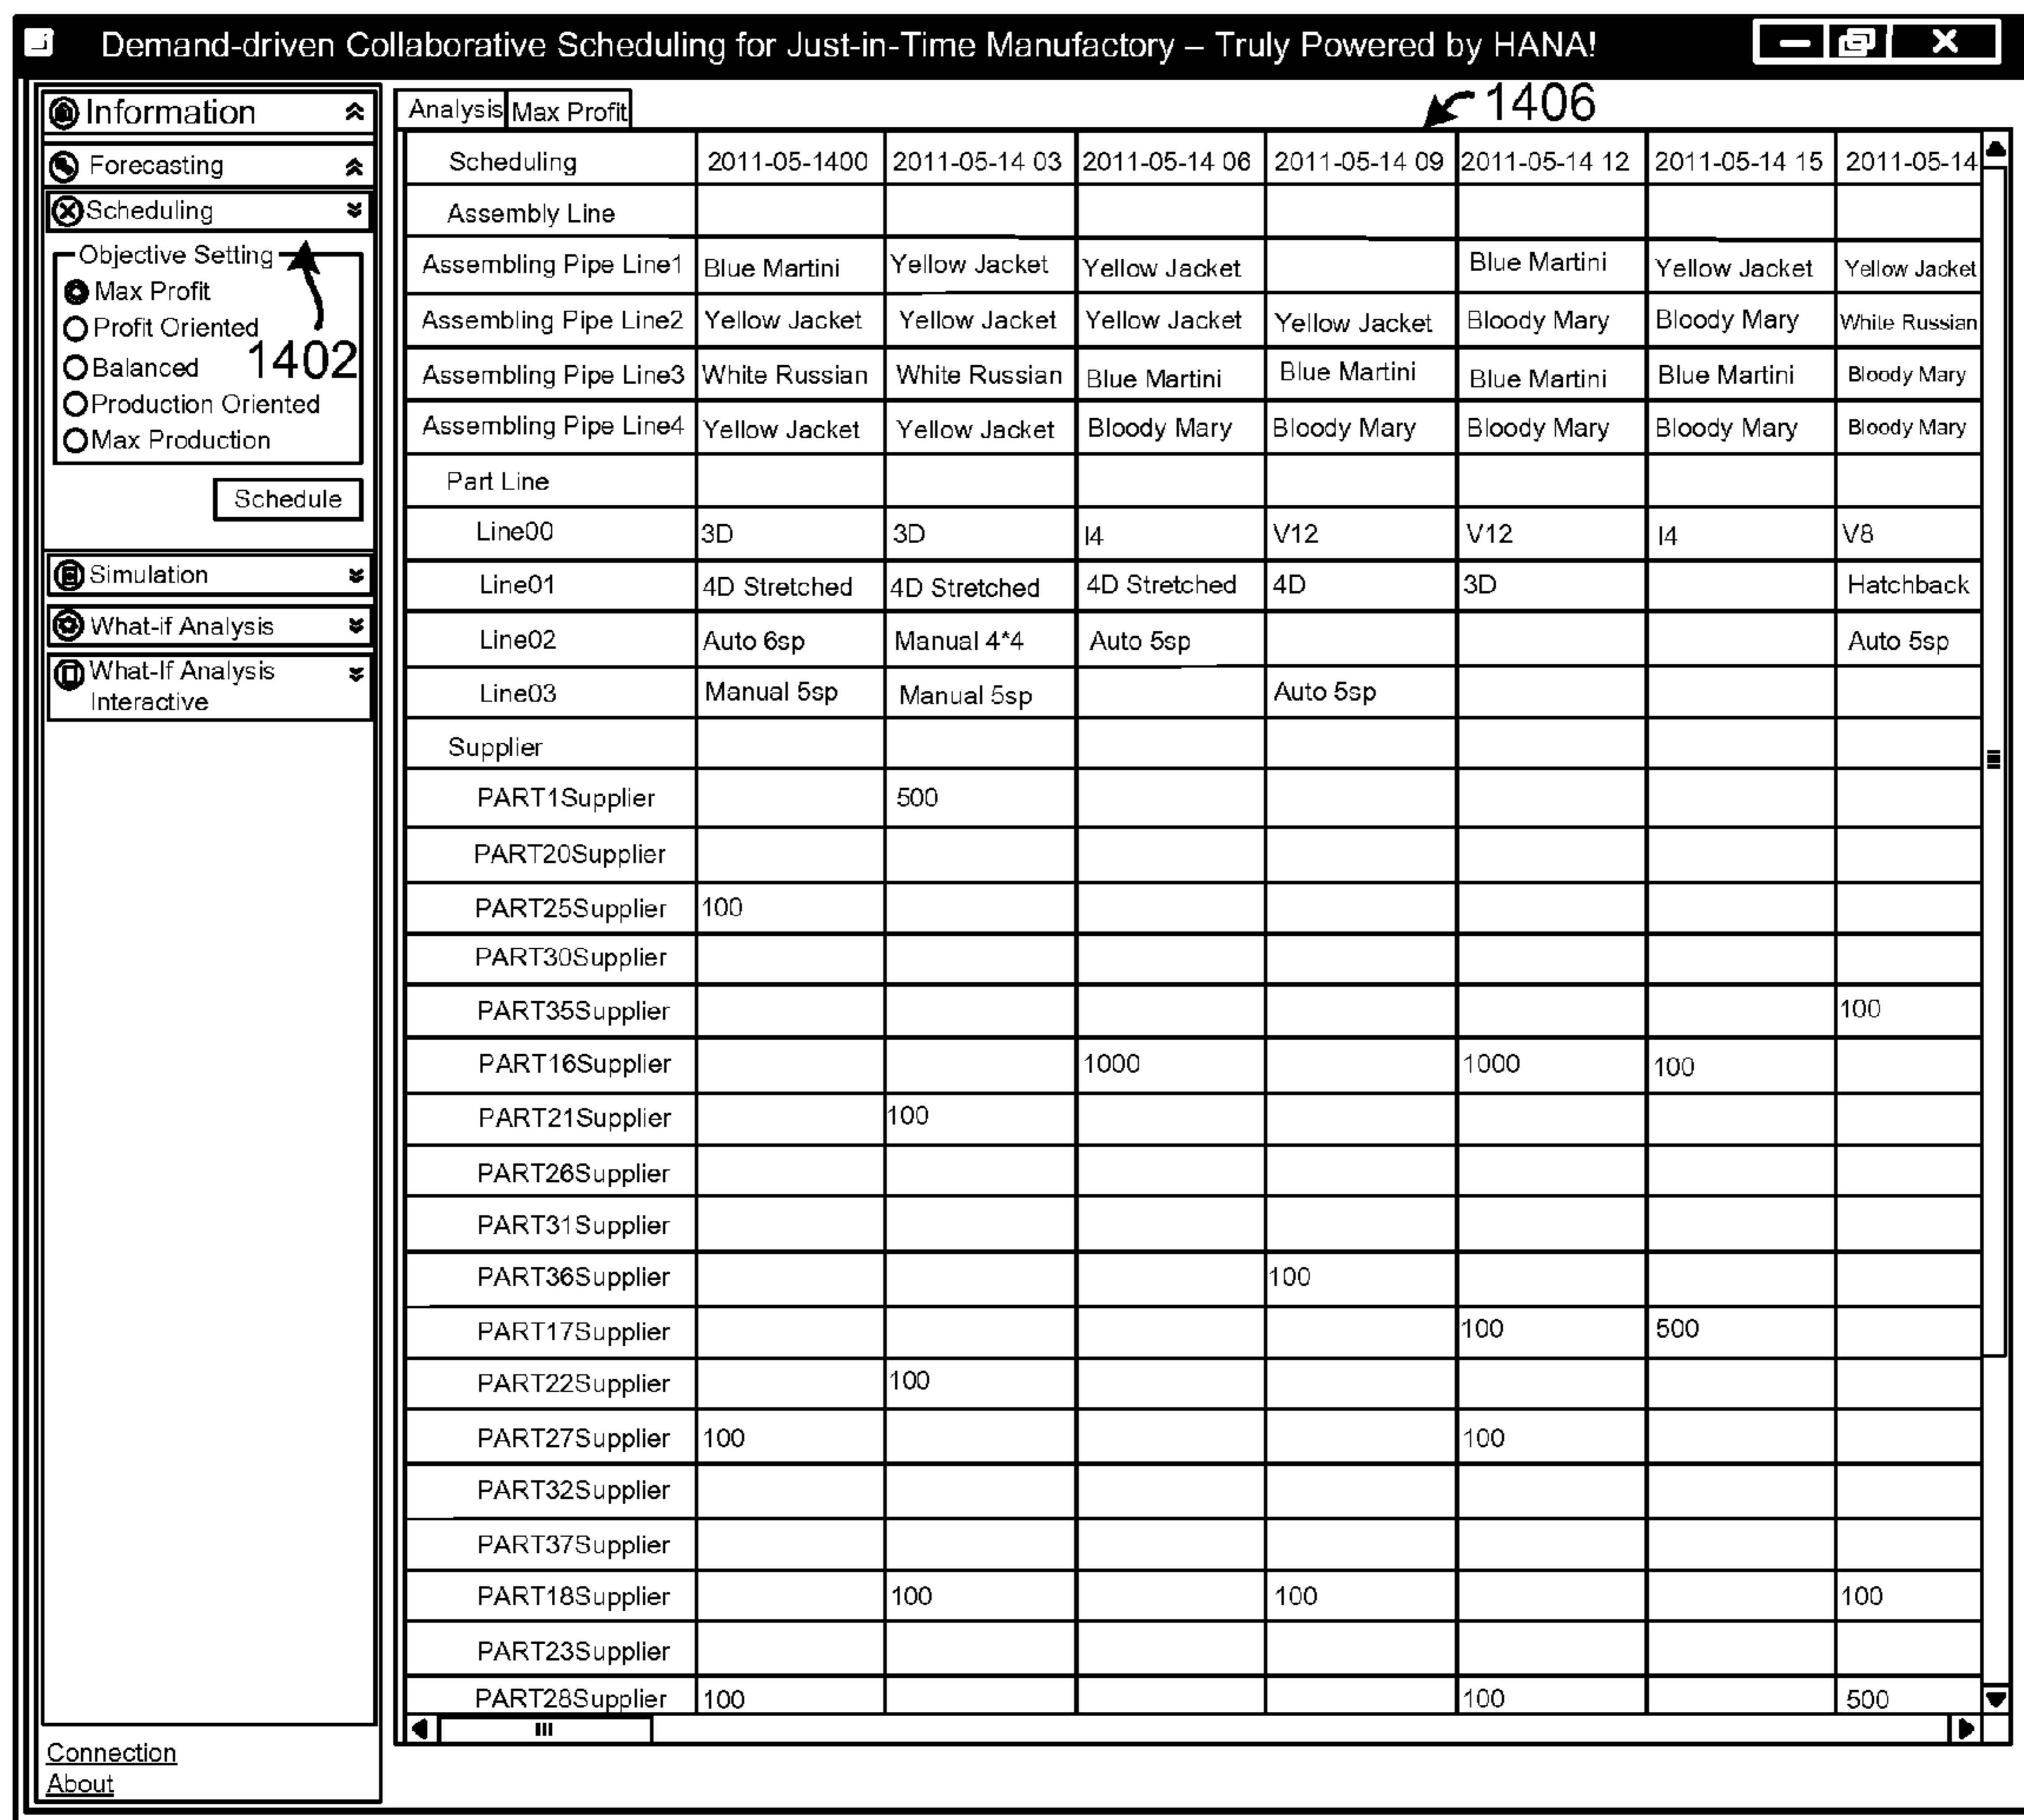 Demand-driven Collaborative Scheduling for Just-in-Time Manufactory – Truly Powered by HANA!
Information
Forecasting
Scheduling
Objective Setting
Max Profit
Profit Oriented
1402
Balanced
Production Oriented
Max Production
Schedule
Simulation
What-if Analysis
What-If Analysis
Interactive
Connection
About
Analysis Max Profit
1406
Scheduling 2011-05-1400 2011-05-14 03 2011-05-14 06 2011-05-14 09 2011-05-14 12 2011-05-14 15 2011-05-14
Assembly Line
Assembling Pipe Line1 Blue Martini Yellow Jacket Yellow Jacket Blue Martini Yellow Jacket Yellow Jacket
Assembling Pipe Line2 Yellow Jacket Yellow Jacket Yellow Jacket Yellow Jacket Bloody Mary Bloody Mary White Russian
Assembling Pipe Line3 White Russian White Russian Blue Martini Blue Martini Blue Martini Blue Martini Bloody Mary
Assembling Pipe Line4 Yellow Jacket Yellow Jacket Bloody Mary Bloody Mary Bloody Mary Bloody Mary Bloody Mary
Part Line
Line00 3D 3D I4 V12 V12 I4 V8
Line01 4D Stretched 4D Stretched 4D Stretched 4D 3D Hatchback
Line02 Auto 6sp Manual 4*4 Auto 5sp Auto 5sp
Line03 Manual 5sp Manual 5sp Auto 5sp
Supplier
PART1Supplier 500
PART20Supplier
PART25Supplier 100
PART30Supplier
PART35Supplier 100
PART16Supplier 1000 1000 100
PART21Supplier 100
PART26Supplier
PART31Supplier
PART36Supplier 100
PART17Supplier 100 500
PART22Supplier 100
PART27Supplier 100 100
PART32Supplier
PART37Supplier
PART18Supplier 100 100 100
PART23Supplier
PART28Supplier 100 100 500